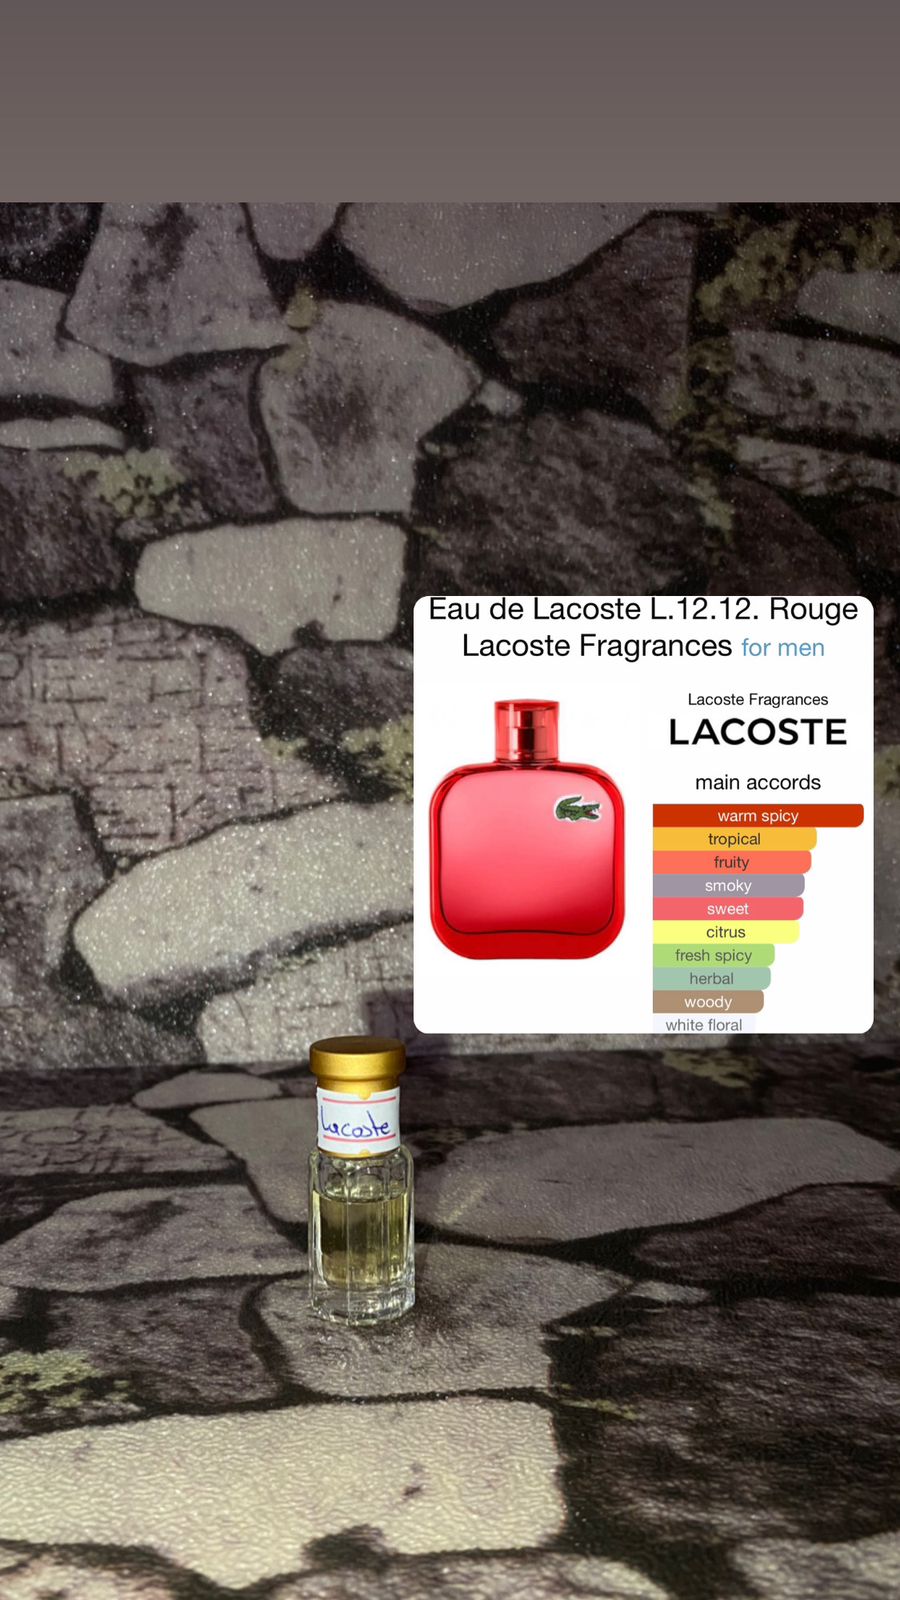 Eau de Lacoste L.12.12. Rouge
Lacoste Fragrances for men
Lacoste Fragrances
LACOSTE
main accords
warm spicy
tropical
fruity
smoky
sweet
citrus
fresh spicy
herbal
woody
white floral
Lacoste